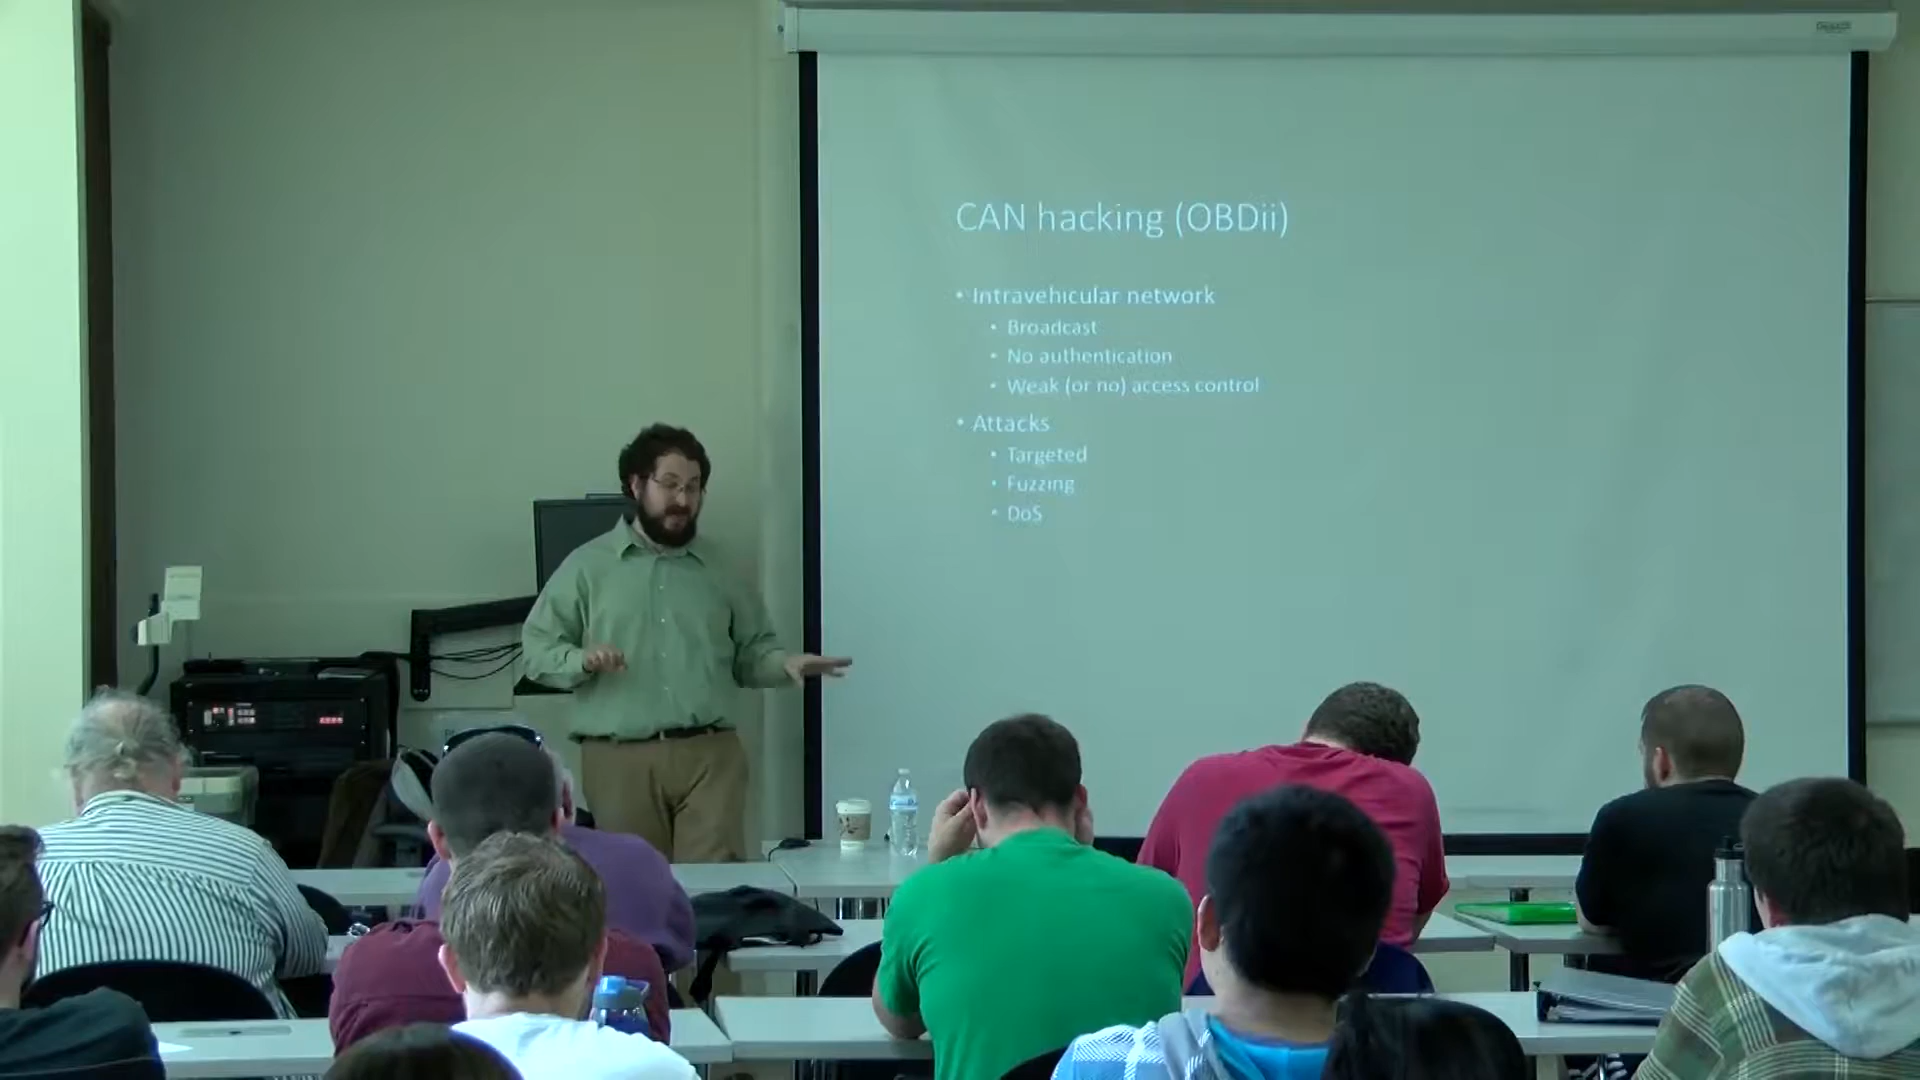 CAN hacking (OBDii)
• Intravehicular network
• Broadcast
• No authentication
• Weak (or no) access control
• Attacks
• Targeted
• Fuzzing
• DoS